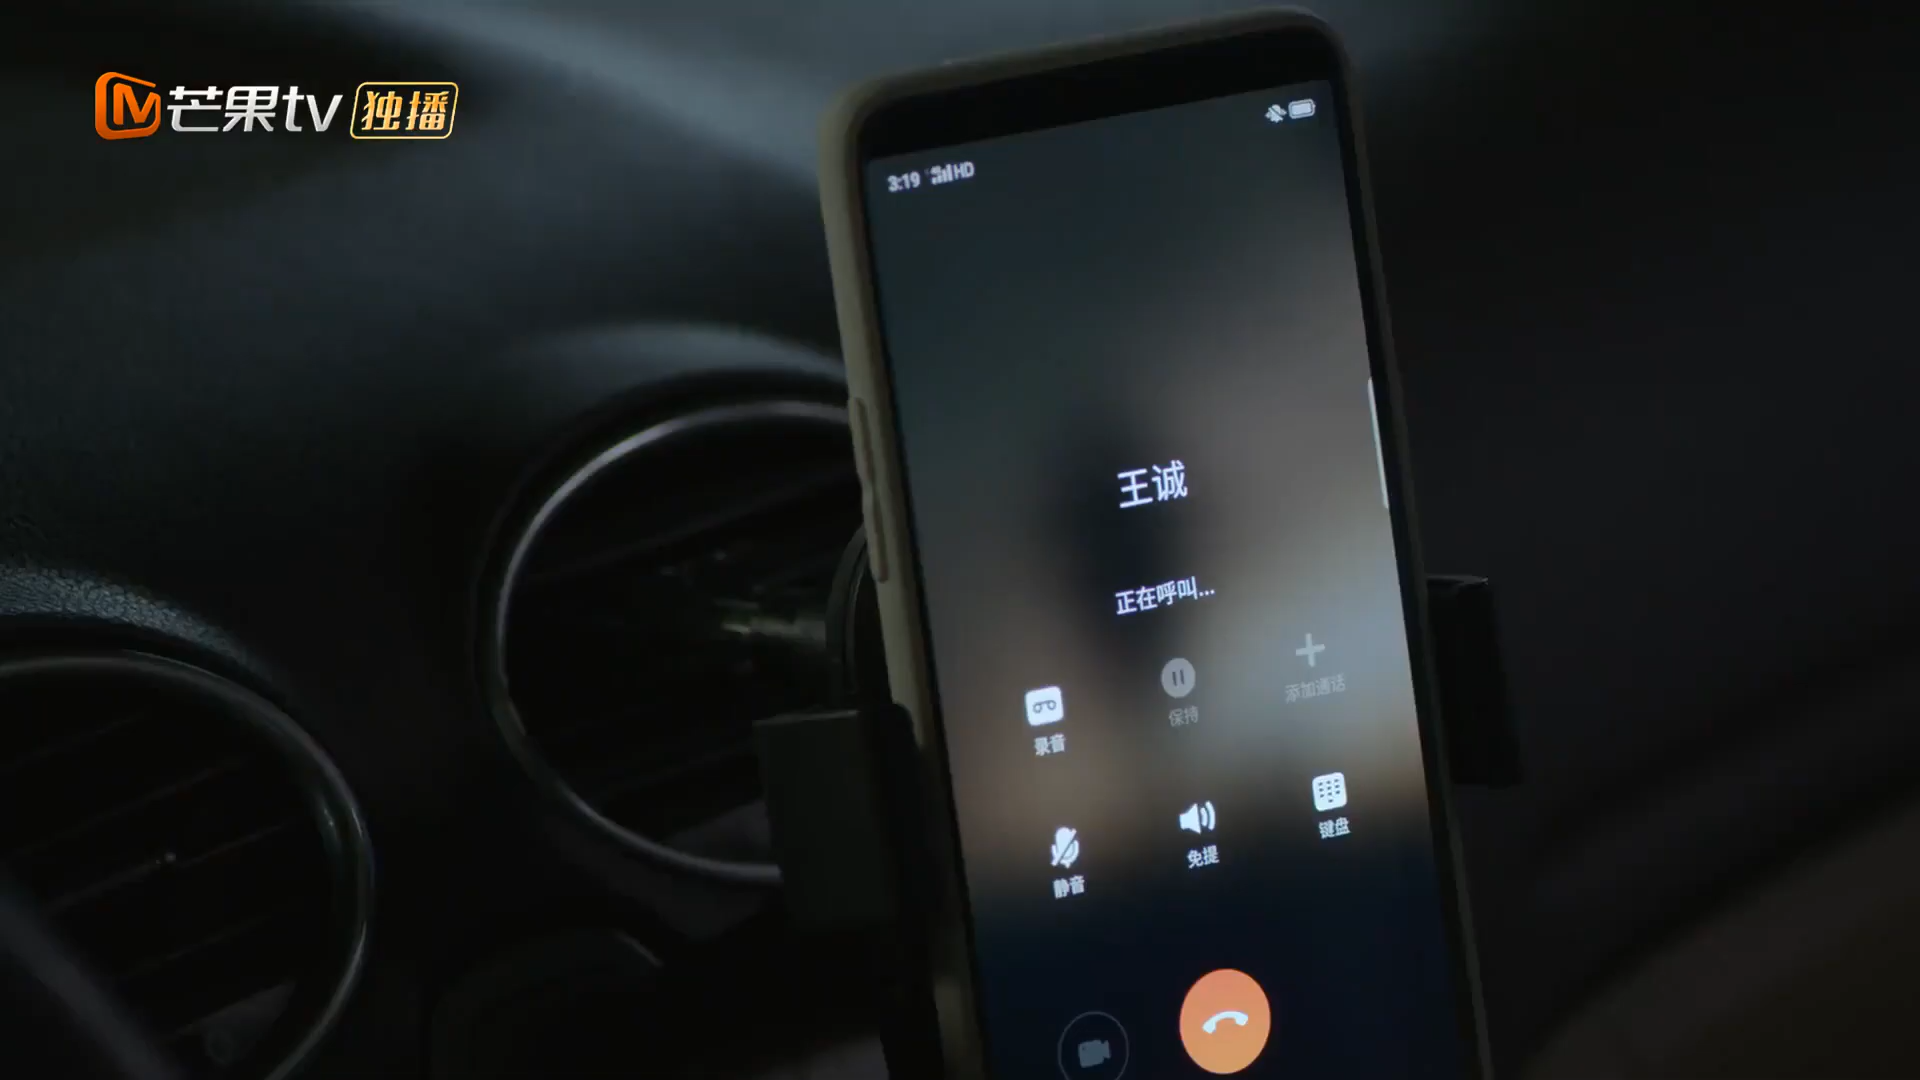 芒果tv 独播
3:19 HD
王诚
正在呼叫...
录音 保持 添加通话
静音 免提 键盘